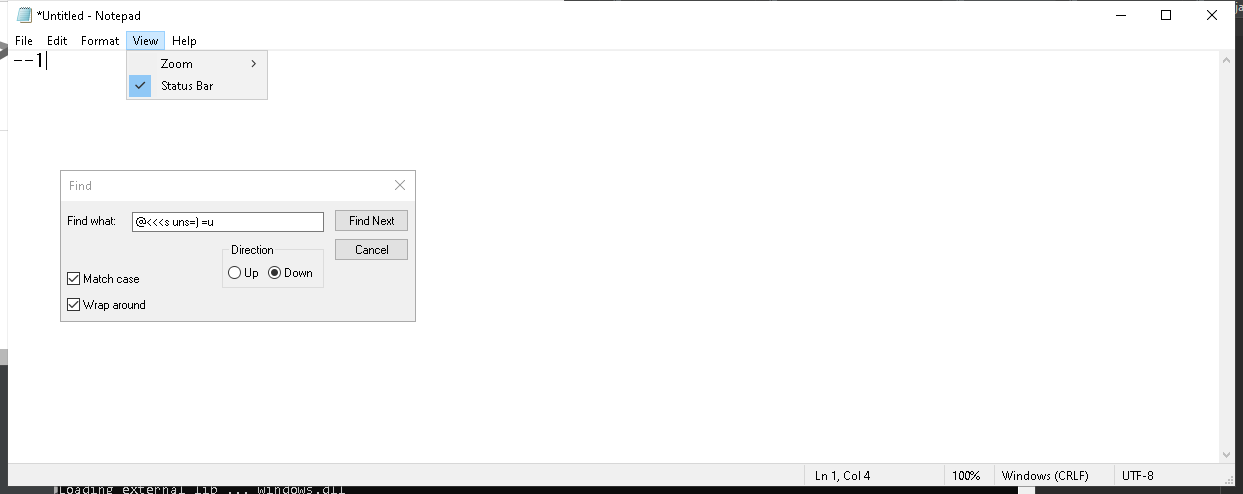 *Untitled - Notepad
File Edit Format View Help
--1
Zoom
Status Bar
Find
Find what: @<<<s uns=) =u Find Next
Direction Cancel
Up Down
Match case
Wrap around
Ln 1, Col 4 100% Windows (CRLF) UTF-8
Loading external lib ... windows.dll
ja